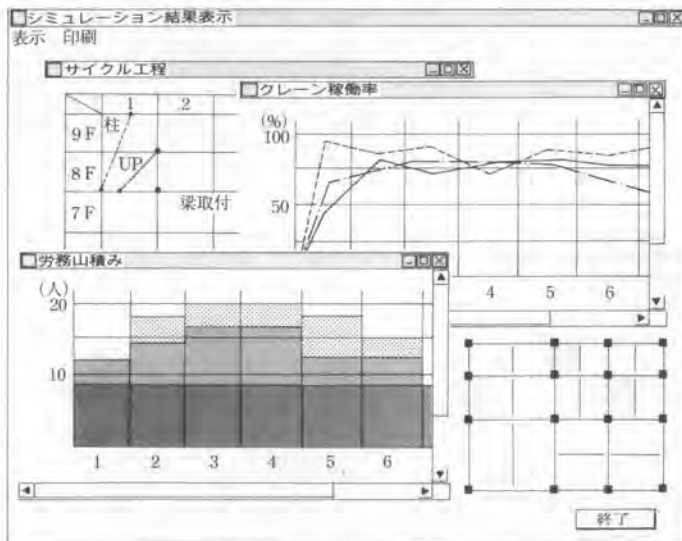 シミュレーション結果表示
表示 印刷
サイクル工程
1 2
柱
9F
8F
UP
梁取付
7F
クレーン稼働率
(%)
100
50
4 5 6
労務山積み
(人)
20
10
1 2 3 4 5 6
終了